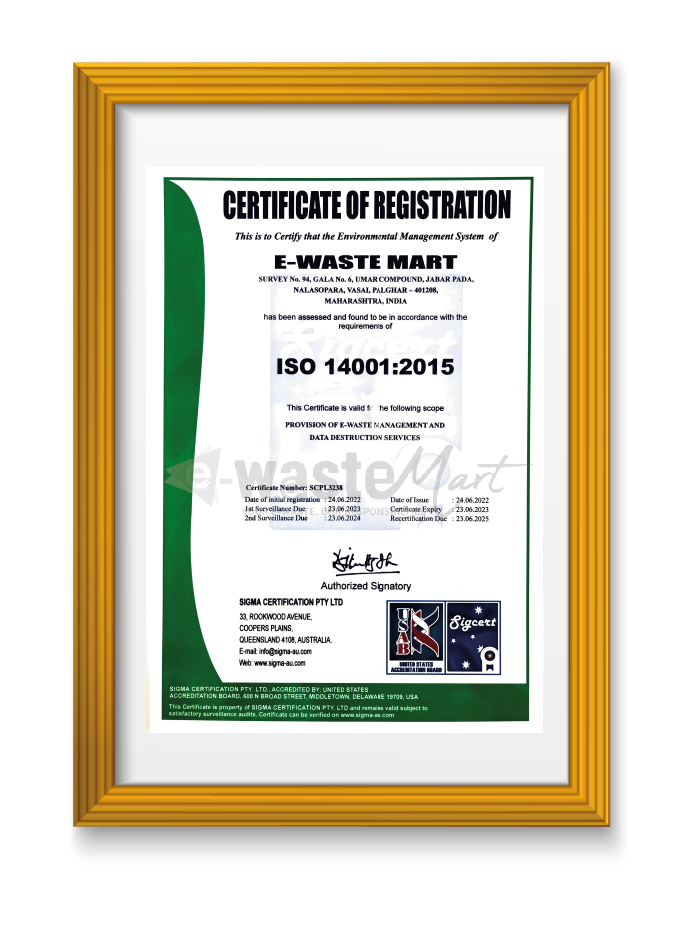 CERTIFICATE OF REGISTRATION
This is to Certify that the Environmental Management System of
E-WASTE MART
SURVEY No. 94, GALA No. 6, UMAR COMPOUND, JABAR PADA,
NALASOPARA, VASAI, PALGHAR – 401208,
MAHARASHTRA, INDIA
has been assessed and found to be in accordance with the
requirements of
Sigcert
ISO 14001:2015
This Certificate is valid f he following scope
PROVISION OF E-WASTE MANAGEMENT AND
DATA DESTRUCTION SERVICES
e-wasteMart
Certificate Number: SCPL3238
Date of initial registration : 24.06.2022 Date of Issue : 24.06.2022
1st Surveillance Due : 23.06.2023 Certificate Expiry : 23.06.2023
2nd Surveillance Due : 23.06.2024 Recertification Due : 23.06.2025
Authorized Signatory
SIGMA CERTIFICATION PTY LTD
33, ROOKWOOD AVENUE,
COOPERS PLAINS,
QUEENSLAND 4108, AUSTRALIA.
E-mail: info@sigma-au.com
Web: www.sigma-au.com
USAB
UNITED STATES
ACCREDITATION BOARD
Sigcert
SIGMA CERTIFICATION PTY. LTD., ACCREDITED BY: UNITED STATES
ACCREDITATION BOARD, 600 N BROAD STREET, MIDDLETOWN, DELAWARE 19709, USA
This Certificate is property of SIGMA CERTIFICATION PTY. LTD and remains valid subject to
satisfactory surveillance audits. Certificate can be verified on www.sigma-as.com